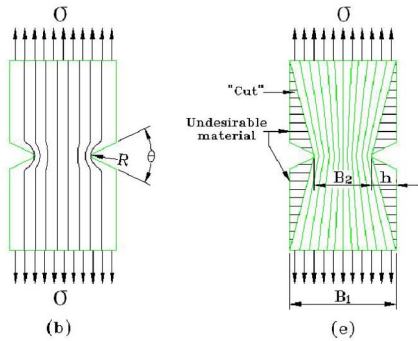 σ
σ
"Cut"
Undesirable
material
R
θ
B₂
h
σ
σ
B₁
(b)
(e)